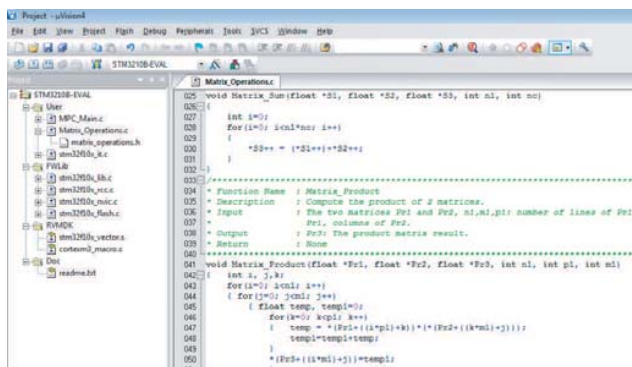 Project - µVision4
File Edit View Project Flash Debug Peripherals Tools SVCS Window Help
STM3210B-EVAL
Project
Matrix_Operations.c
STM3210B-EVAL
User
MPC_Main.c
Matrix_Operations.c
matrix_operations.h
stm32f10x_it.c
FWLib
stm32f10x_lib.c
stm32f10x_rcc.c
stm32f10x_nvic.c
stm32f10x_flash.c
RVMDK
stm32f10x_vector.s
cortexm3_macro.s
Doc
readme.txt
025 void Matrix_Sum(float *S1, float *S2, float *S3, int nl, int nc)
026 {
027 int i=0;
028 for(i=0; i<nl*nc; i++)
029 {
030 *S3++ = (*S1++)+*S2++;
031 }
032 }
033 /*******************************************************************
034 * Function Name : Matrix_Product
035 * Description : Compute the product of 2 matrices.
036 * Input : The two matrices Pr1 and Pr2, nl,ml,pl: number of lines of Pr1
037 * Pr1, columns of Pr2.
038 * Output : Pr3: The product matrix result.
039 * Return : None
040 ********************************************************************
041 void Matrix_Product(float *Pr1, float *Pr2, float *Pr3, int nl, int pl, int ml)
042 { int i, j,k;
043 for(i=0; i<nl; i++)
044 { for(j=0; j<ml; j++)
045 { float temp, temp1=0;
046 for(k=0; k<pl; k++)
047 { temp = *(Pr1+((i*pl)+k))*(*(Pr2+((k*ml)+j)));
048 temp1=temp1+temp;
049 }
050 *(Pr3+((i*ml)+j))=temp1;